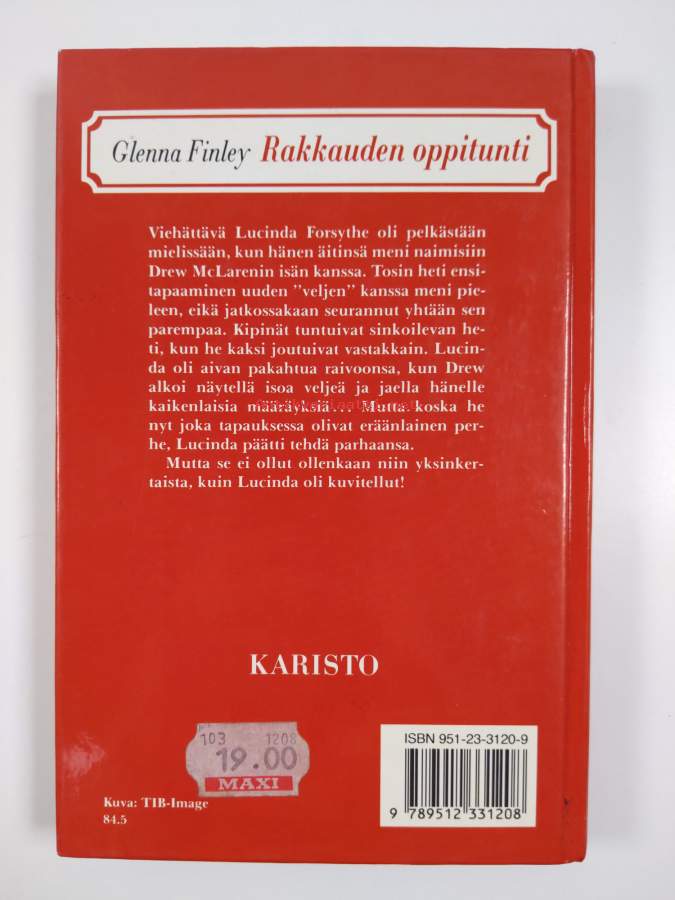 Glenna Finley Rakkauden oppitunti
Viehättävä Lucinda Forsythe oli pelkästään
mielissään, kun hänen äitinsä meni naimisiin
Drew McLarenin isän kanssa. Tosin heti ensi-
tapaaminen uuden ”veljen” kanssa meni pie-
leen, eikä jatkossakaan seurannut yhtään sen
parempaa. Kipinät tuntuivat sinkoilevan he-
ti, kun he kaksi joutuivat vastakkain. Lucin-
da oli aivan pakahtua raivoonsa, kun Drew
alkoi näytellä isoa veljeä ja jaella hänelle
kaikenlaisia määräyksiä... Mutta koska he
nyt joka tapauksessa olivat eräänlainen per-
he, Lucinda päätti tehdä parhaansa.
Mutta se ei ollut ollenkaan niin yksinker-
taista, kuin Lucinda oli kuvitellut!
KARISTO
103 1208
19.00
MAXI
ISBN 951-23-3120-9
9 789512 331208
Kuva: TIB-Image
84.5